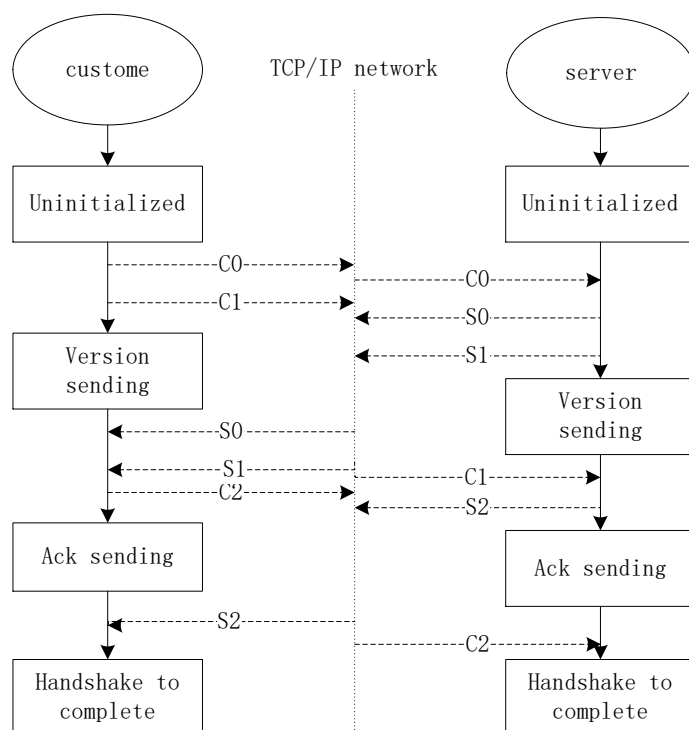 custome
TCP/IP network
server
Uninitialized
Uninitialized
C0
C0
C1
S0
S1
Version
sending
Version
sending
S0
S1
C1
C2
S2
Ack sending
Ack sending
S2
C2
Handshake to
complete
Handshake to
complete